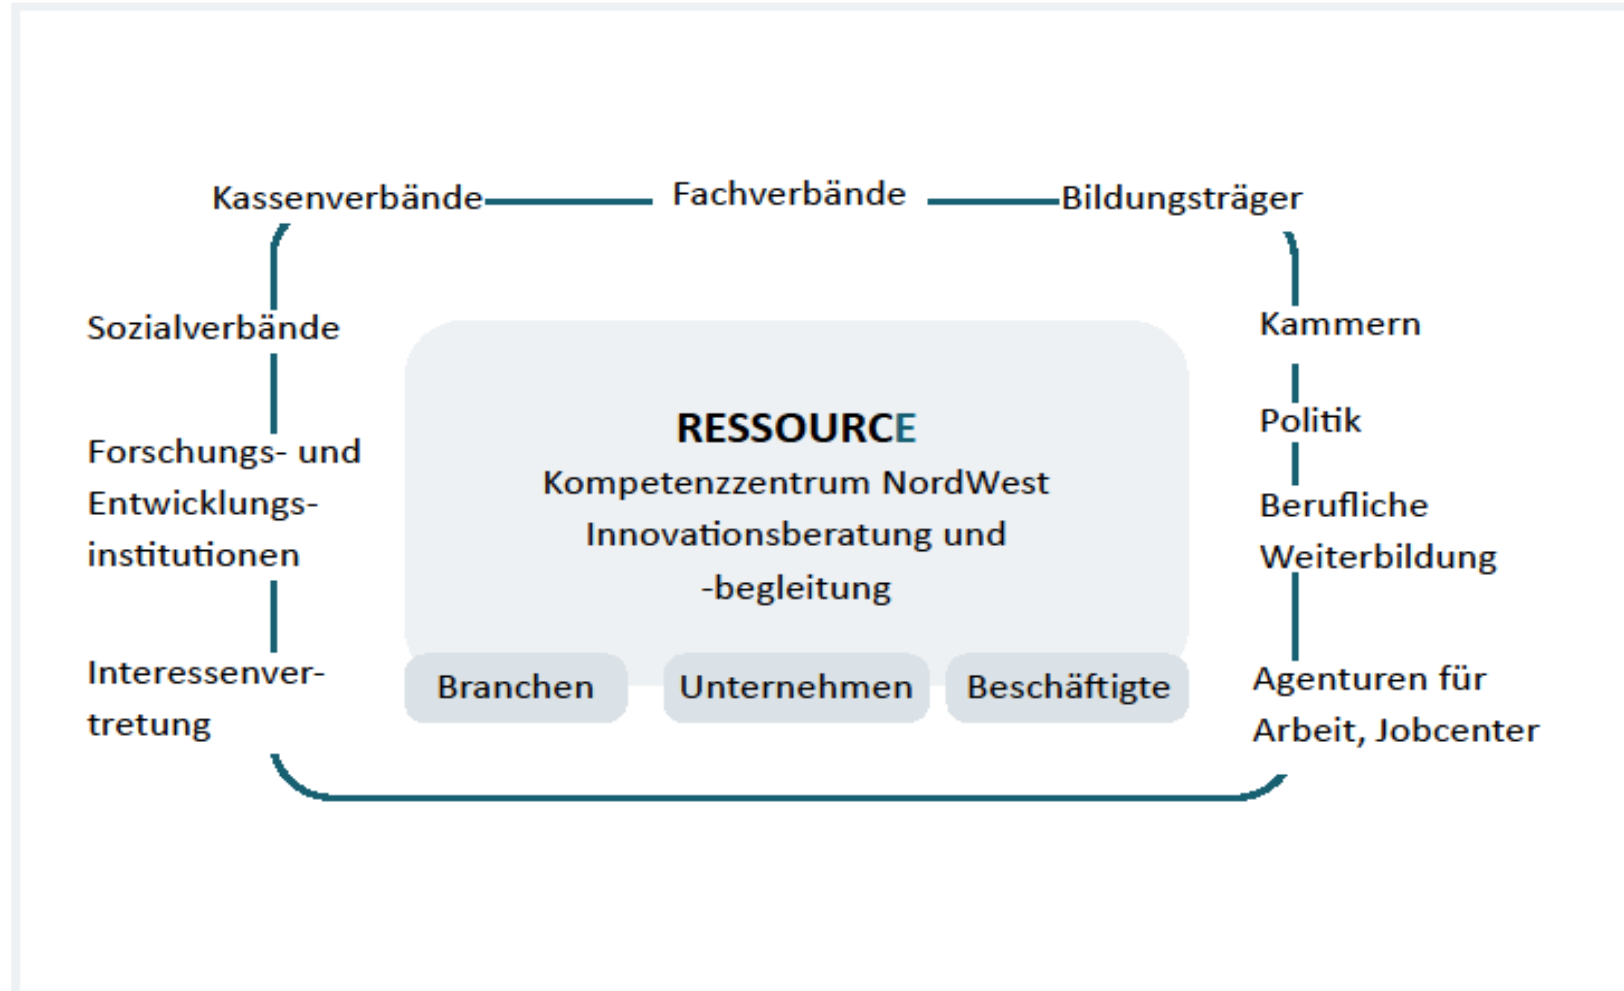 Kassenverbände
Fachverbände
Bildungsträger
Sozialverbände
Forschungs- und
Entwicklungs-
institutionen
Interessenver-
tretung
RESSOURCE
Kompetenzzentrum NordWest
Innovationsberatung und
-begleitung
Branchen
Unternehmen
Beschäftigte
Kammern
Politik
Berufliche
Weiterbildung
Agenturen für
Arbeit, Jobcenter